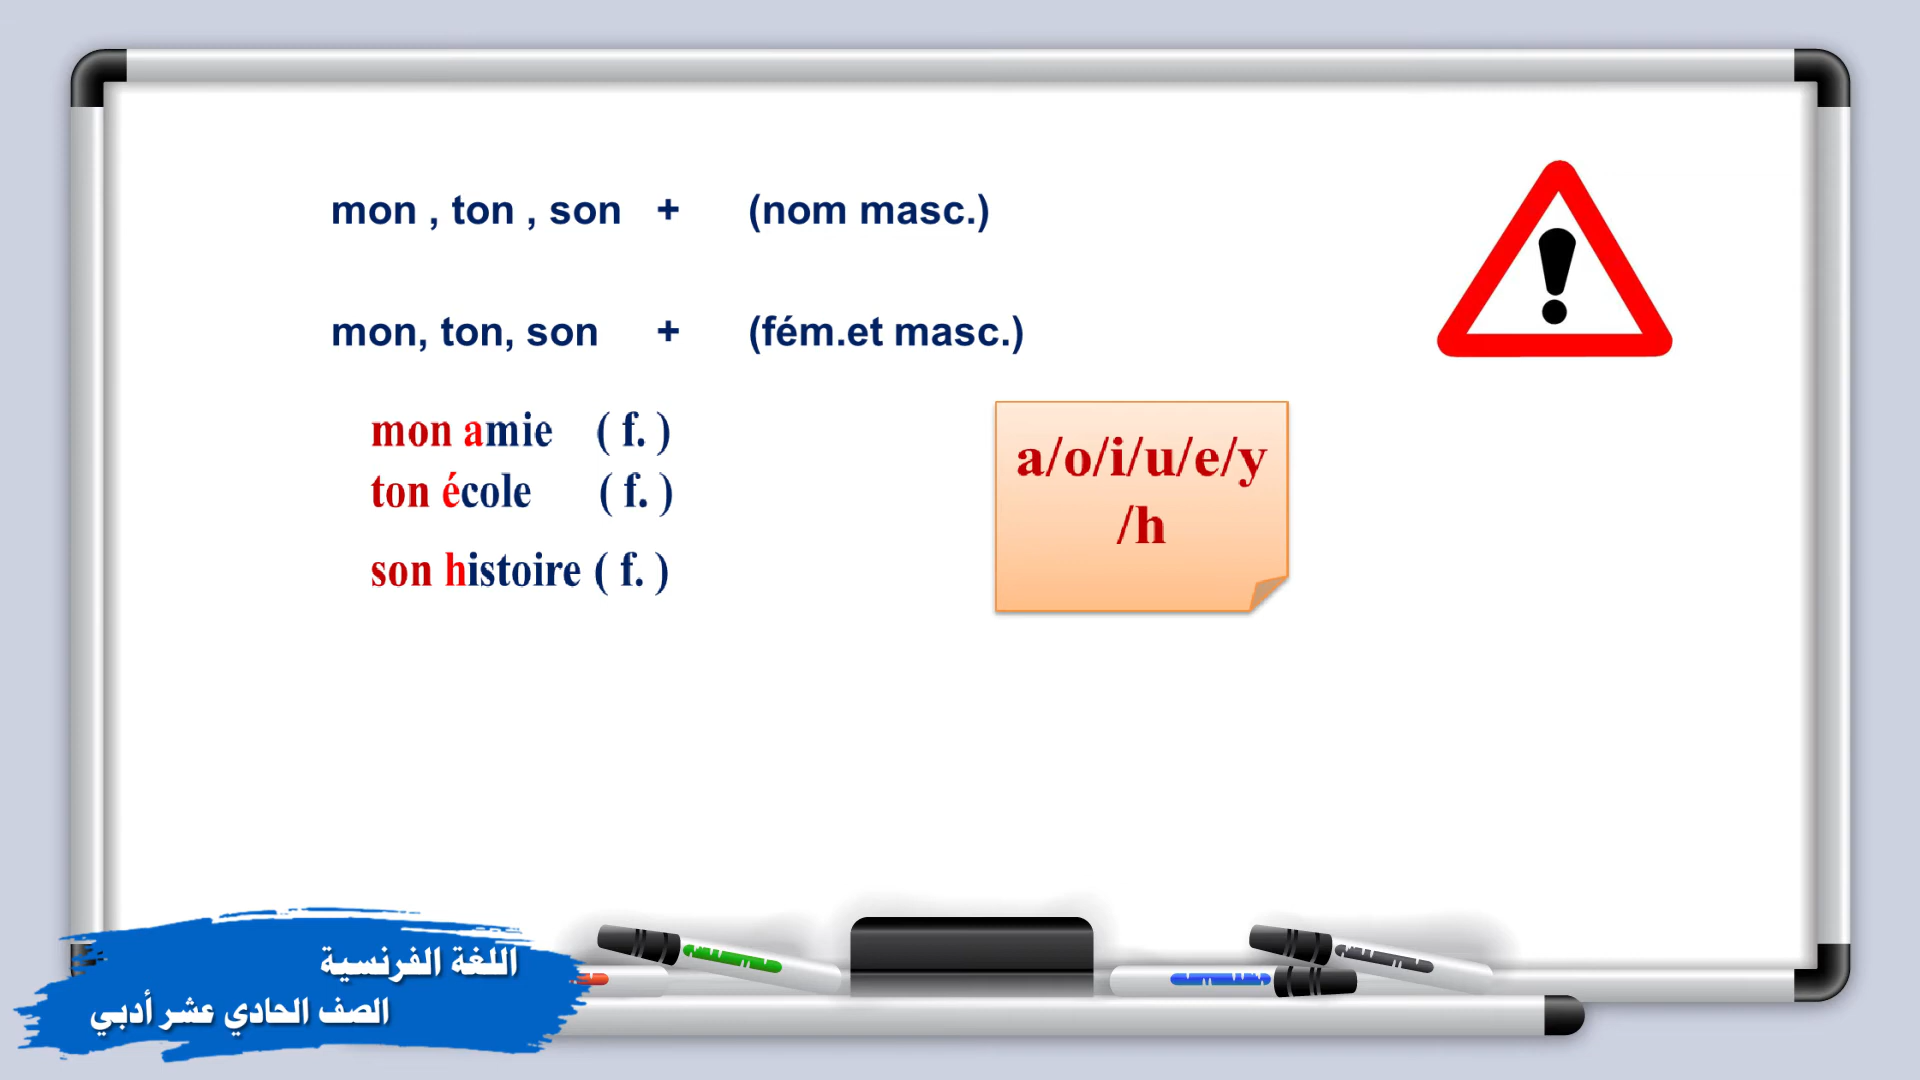 mon , ton , son + (nom masc.)
mon, ton, son + (fém.et masc.)
mon amie ( f. )
ton école ( f. )
son histoire ( f. )
a/o/i/u/e/y
/h
اللغة الفرنسية
الصف الحادي عشر أدبي